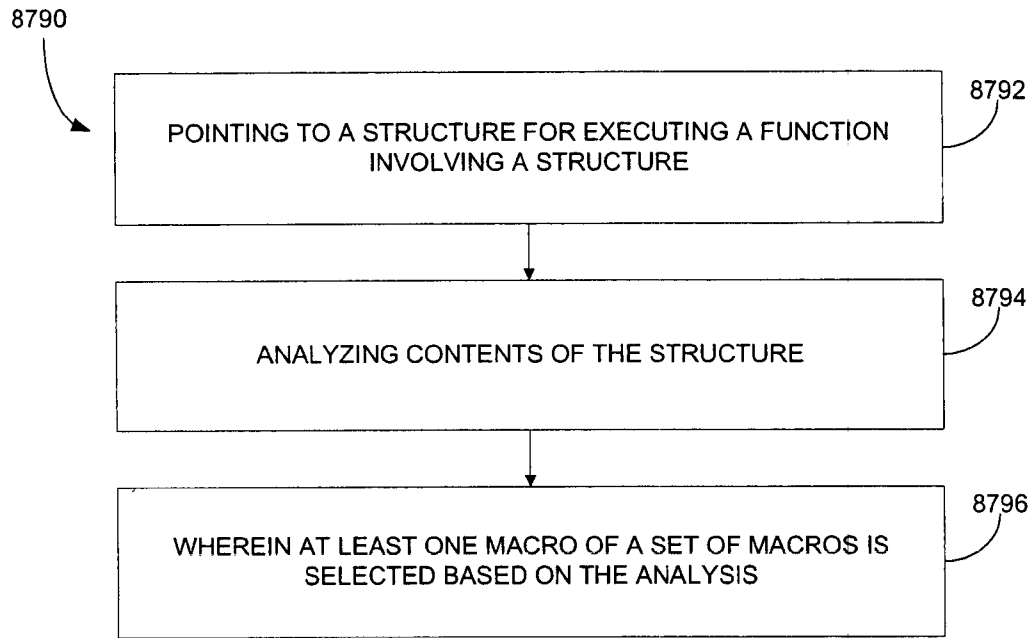 8790
8792
POINTING TO A STRUCTURE FOR EXECUTING A FUNCTION
INVOLVING A STRUCTURE
8794
ANALYZING CONTENTS OF THE STRUCTURE
8796
WHEREIN AT LEAST ONE MACRO OF A SET OF MACROS IS
SELECTED BASED ON THE ANALYSIS